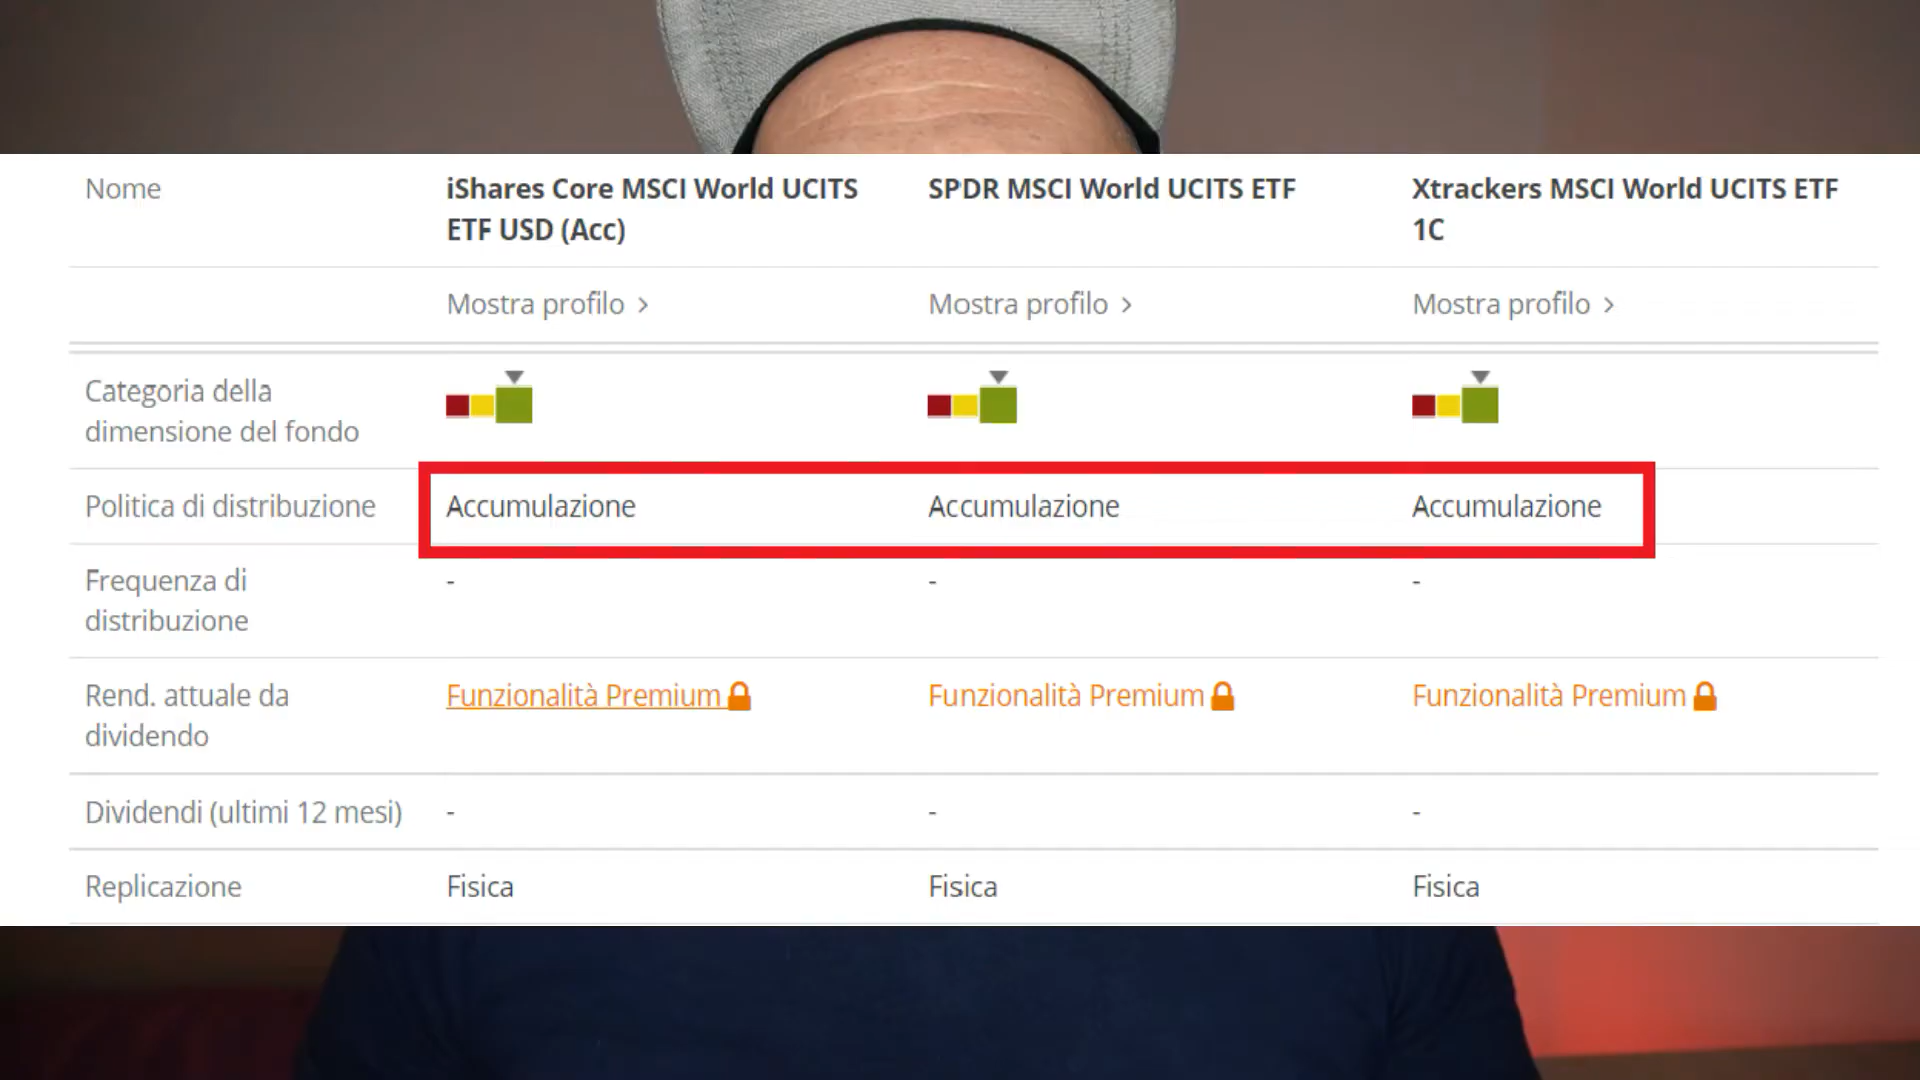 Nome
iShares Core MSCI World UCITS
ETF USD (Acc)
SPDR MSCI World UCITS ETF
Xtrackers MSCI World UCITS ETF
1C
Mostra profilo >
Mostra profilo >
Mostra profilo >
Categoria della
dimensione del fondo
Politica di distribuzione
Accumulazione
Accumulazione
Accumulazione
Frequenza di
distribuzione
-
-
-
Rend. attuale da
dividendo
Funzionalità Premium
Funzionalità Premium
Funzionalità Premium
Dividendi (ultimi 12 mesi)
-
-
-
Replicazione
Fisica
Fisica
Fisica